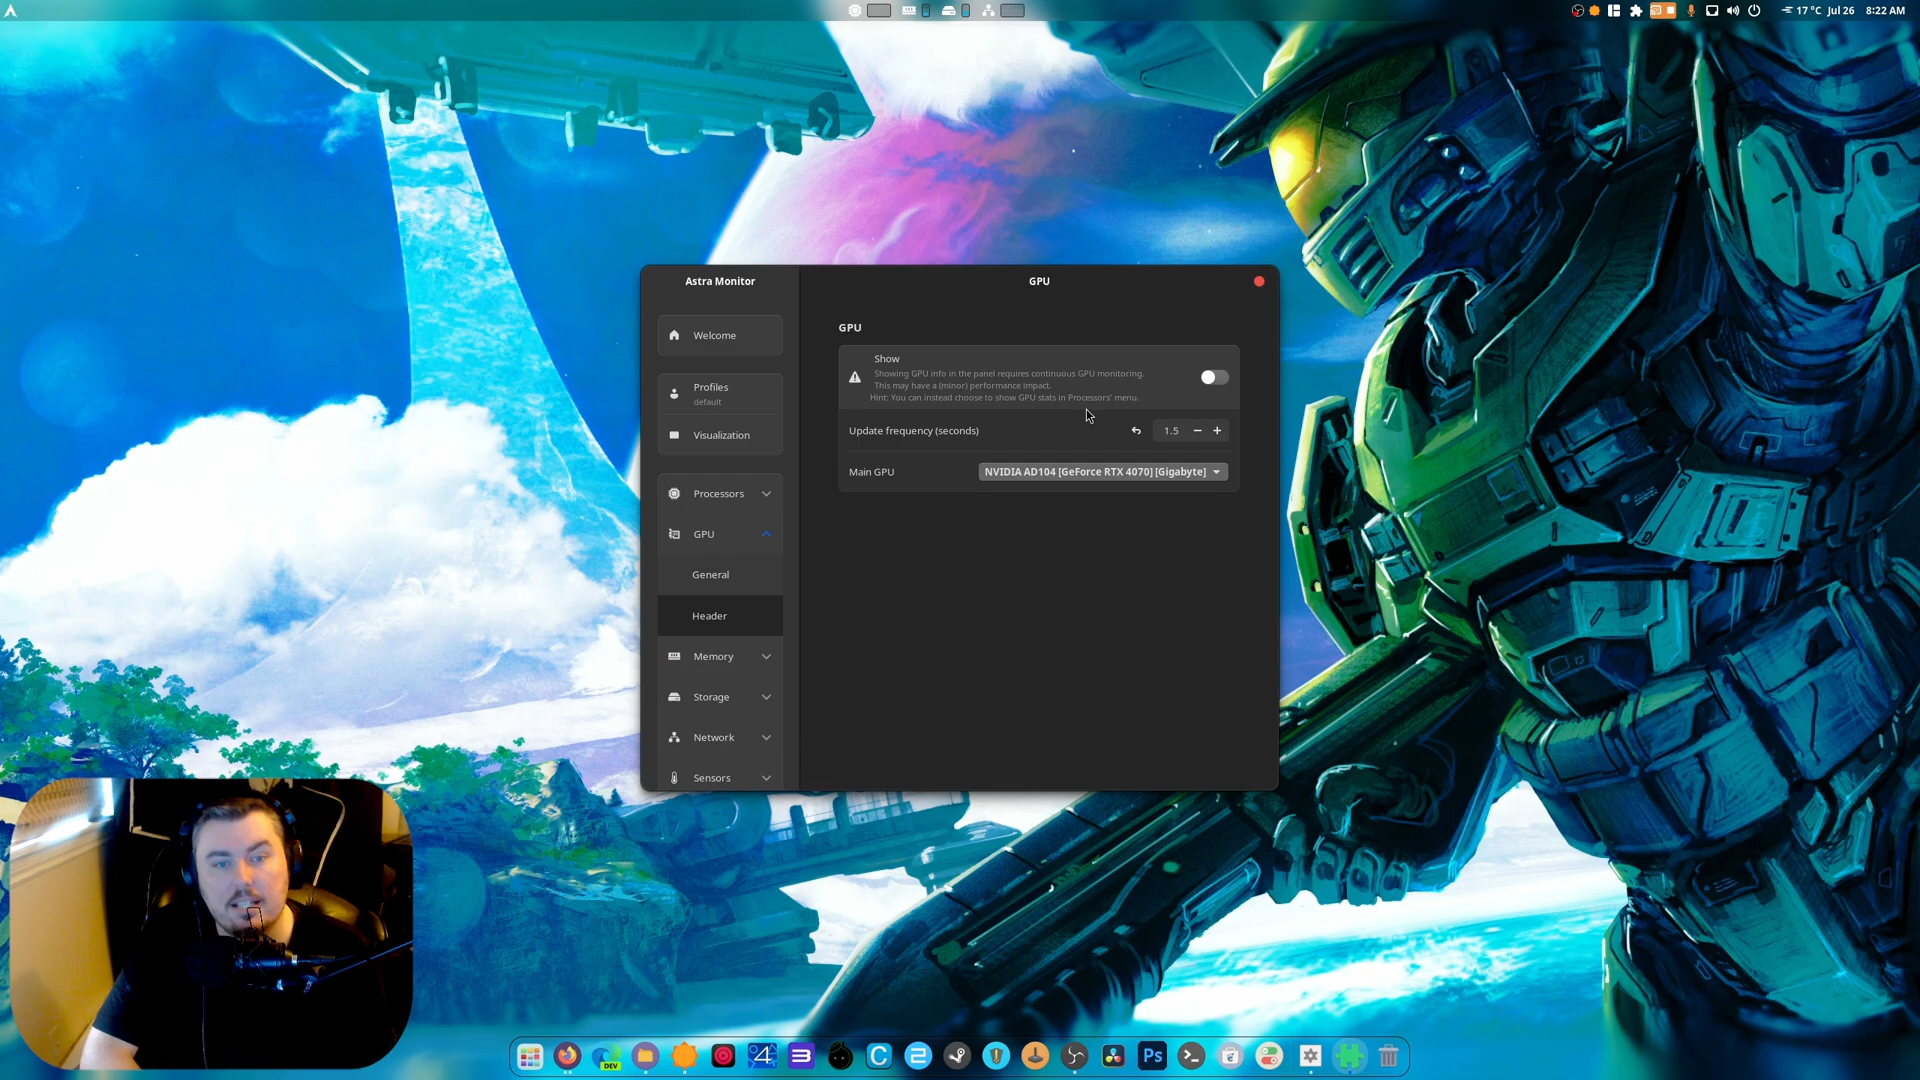 17 °C Jul 26 8:22 AM
Astra Monitor
GPU
Welcome
Profiles
default
Visualization
Processors
GPU
General
Header
Memory
Storage
Network
Sensors
GPU
Show
Showing GPU info in the panel requires continuous GPU monitoring.
This may have a (minor) performance impact.
Hint: You can instead choose to show GPU stats in Processors' menu.
Update frequency (seconds)
1.5 − +
Main GPU
NVIDIA AD104 [GeForce RTX 4070] [Gigabyte]
DEV
Ps